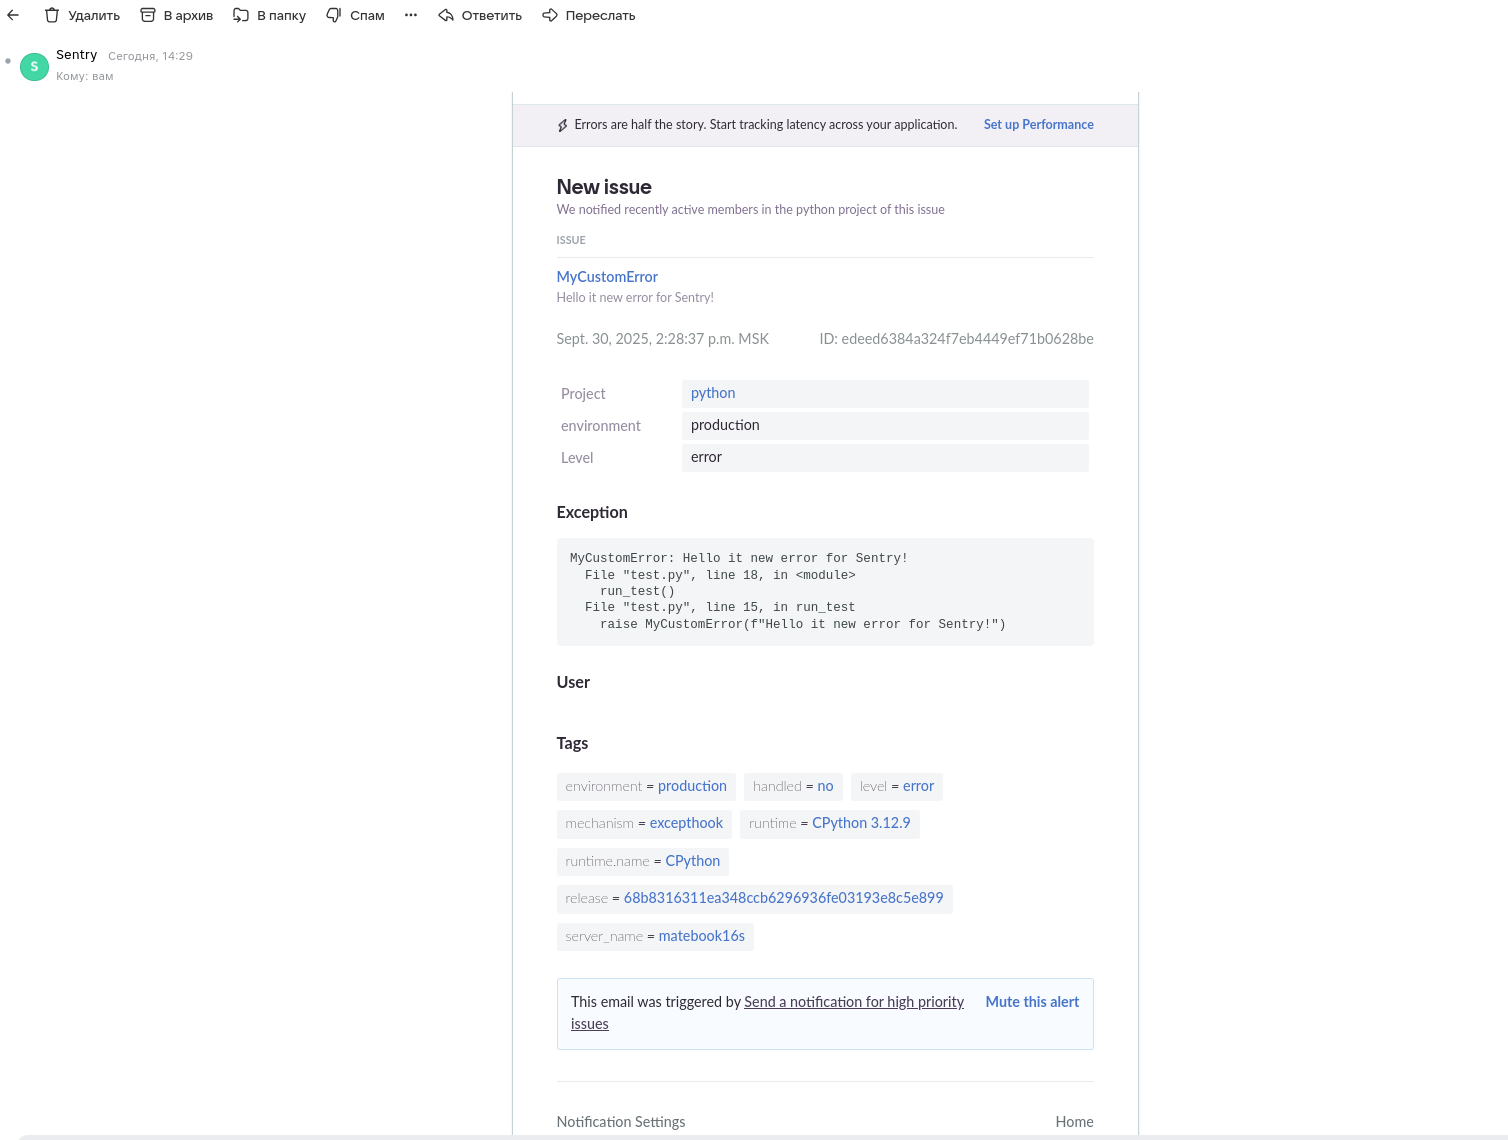 Удалить В архив В папку Спам Ответить Переслать
S Sentry Сегодня, 14:29
Кому: вам
Errors are half the story. Start tracking latency across your application. Set up Performance
New issue
We notified recently active members in the python project of this issue
ISSUE
MyCustomError
Hello it new error for Sentry!
Sept. 30, 2025, 2:28:37 p.m. MSK ID: edeed6384a324f7eb4449ef71b0628be
Project python
environment production
Level error
Exception
MyCustomError: Hello it new error for Sentry!
  File "test.py", line 18, in <module>
    run_test()
  File "test.py", line 15, in run_test
    raise MyCustomError(f"Hello it new error for Sentry!")
User
Tags
environment = production handled = no level = error
mechanism = excepthook runtime = CPython 3.12.9
runtime.name = CPython
release = 68b8316311ea348ccb6296936fe03193e8c5e899
server_name = matebook16s
This email was triggered by Send a notification for high priority Mute this alert
issues
Notification Settings Home